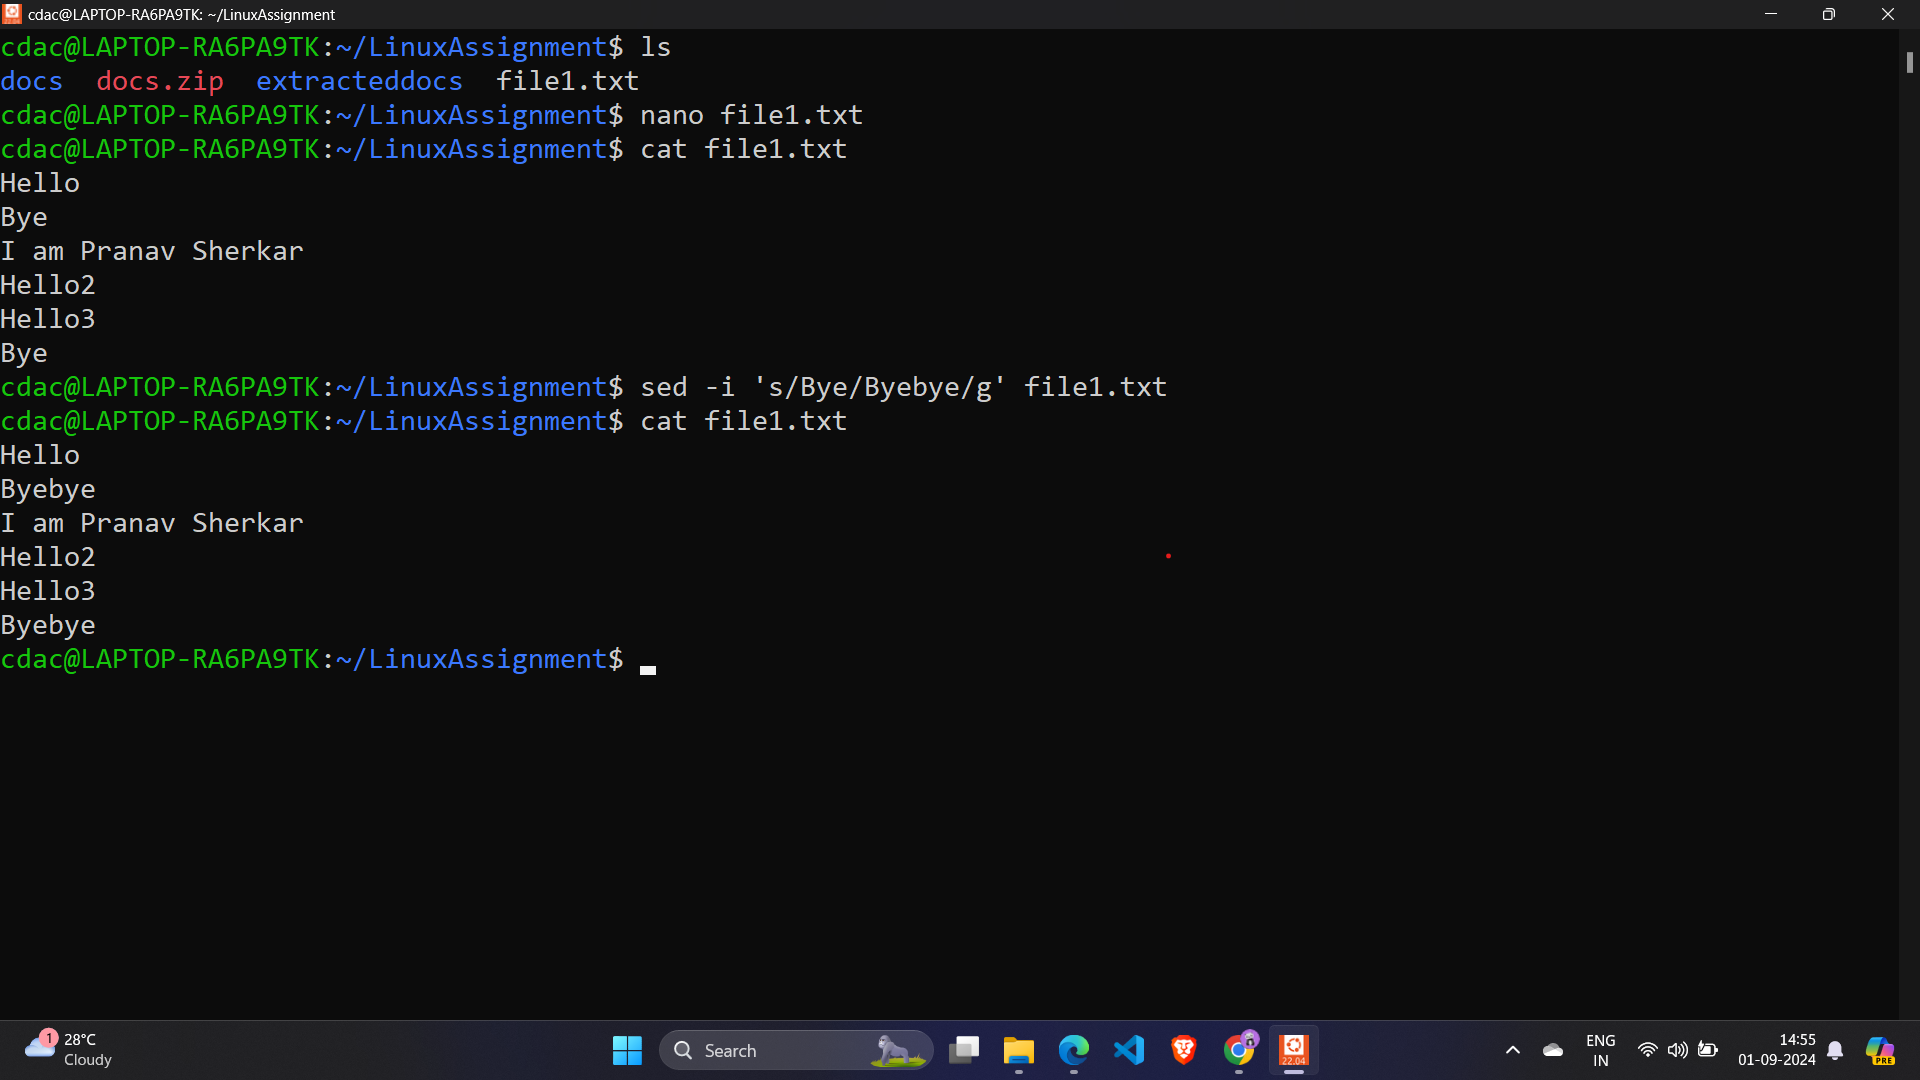 cdac@LAPTOP-RA6PA9TK: ~/LinuxAssignment
cdac@LAPTOP-RA6PA9TK:~/LinuxAssignment$ ls
docs  docs.zip  extracteddocs  file1.txt
cdac@LAPTOP-RA6PA9TK:~/LinuxAssignment$ nano file1.txt
cdac@LAPTOP-RA6PA9TK:~/LinuxAssignment$ cat file1.txt
Hello
Bye
I am Pranav Sherkar
Hello2
Hello3
Bye
cdac@LAPTOP-RA6PA9TK:~/LinuxAssignment$ sed -i 's/Bye/Byebye/g' file1.txt
cdac@LAPTOP-RA6PA9TK:~/LinuxAssignment$ cat file1.txt
Hello
Byebye
I am Pranav Sherkar
Hello2
Hello3
Byebye
cdac@LAPTOP-RA6PA9TK:~/LinuxAssignment$
1
28°C
Cloudy
Search
22.04
ENG
IN
14:55
01-09-2024
PRE